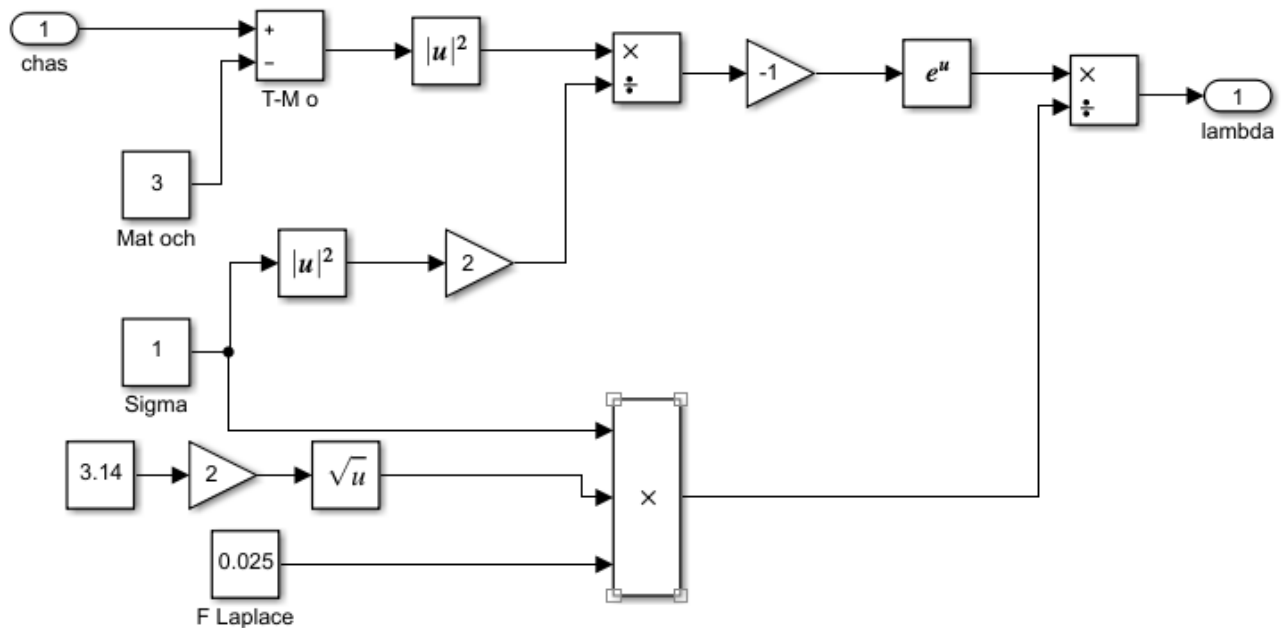 1
chas
+
−
T-M o
|u|²
×
÷
-1
eᵘ
×
÷
1
lambda
3
Mat och
|u|²
2
1
Sigma
3.14
2
√u
×
0.025
F Laplace